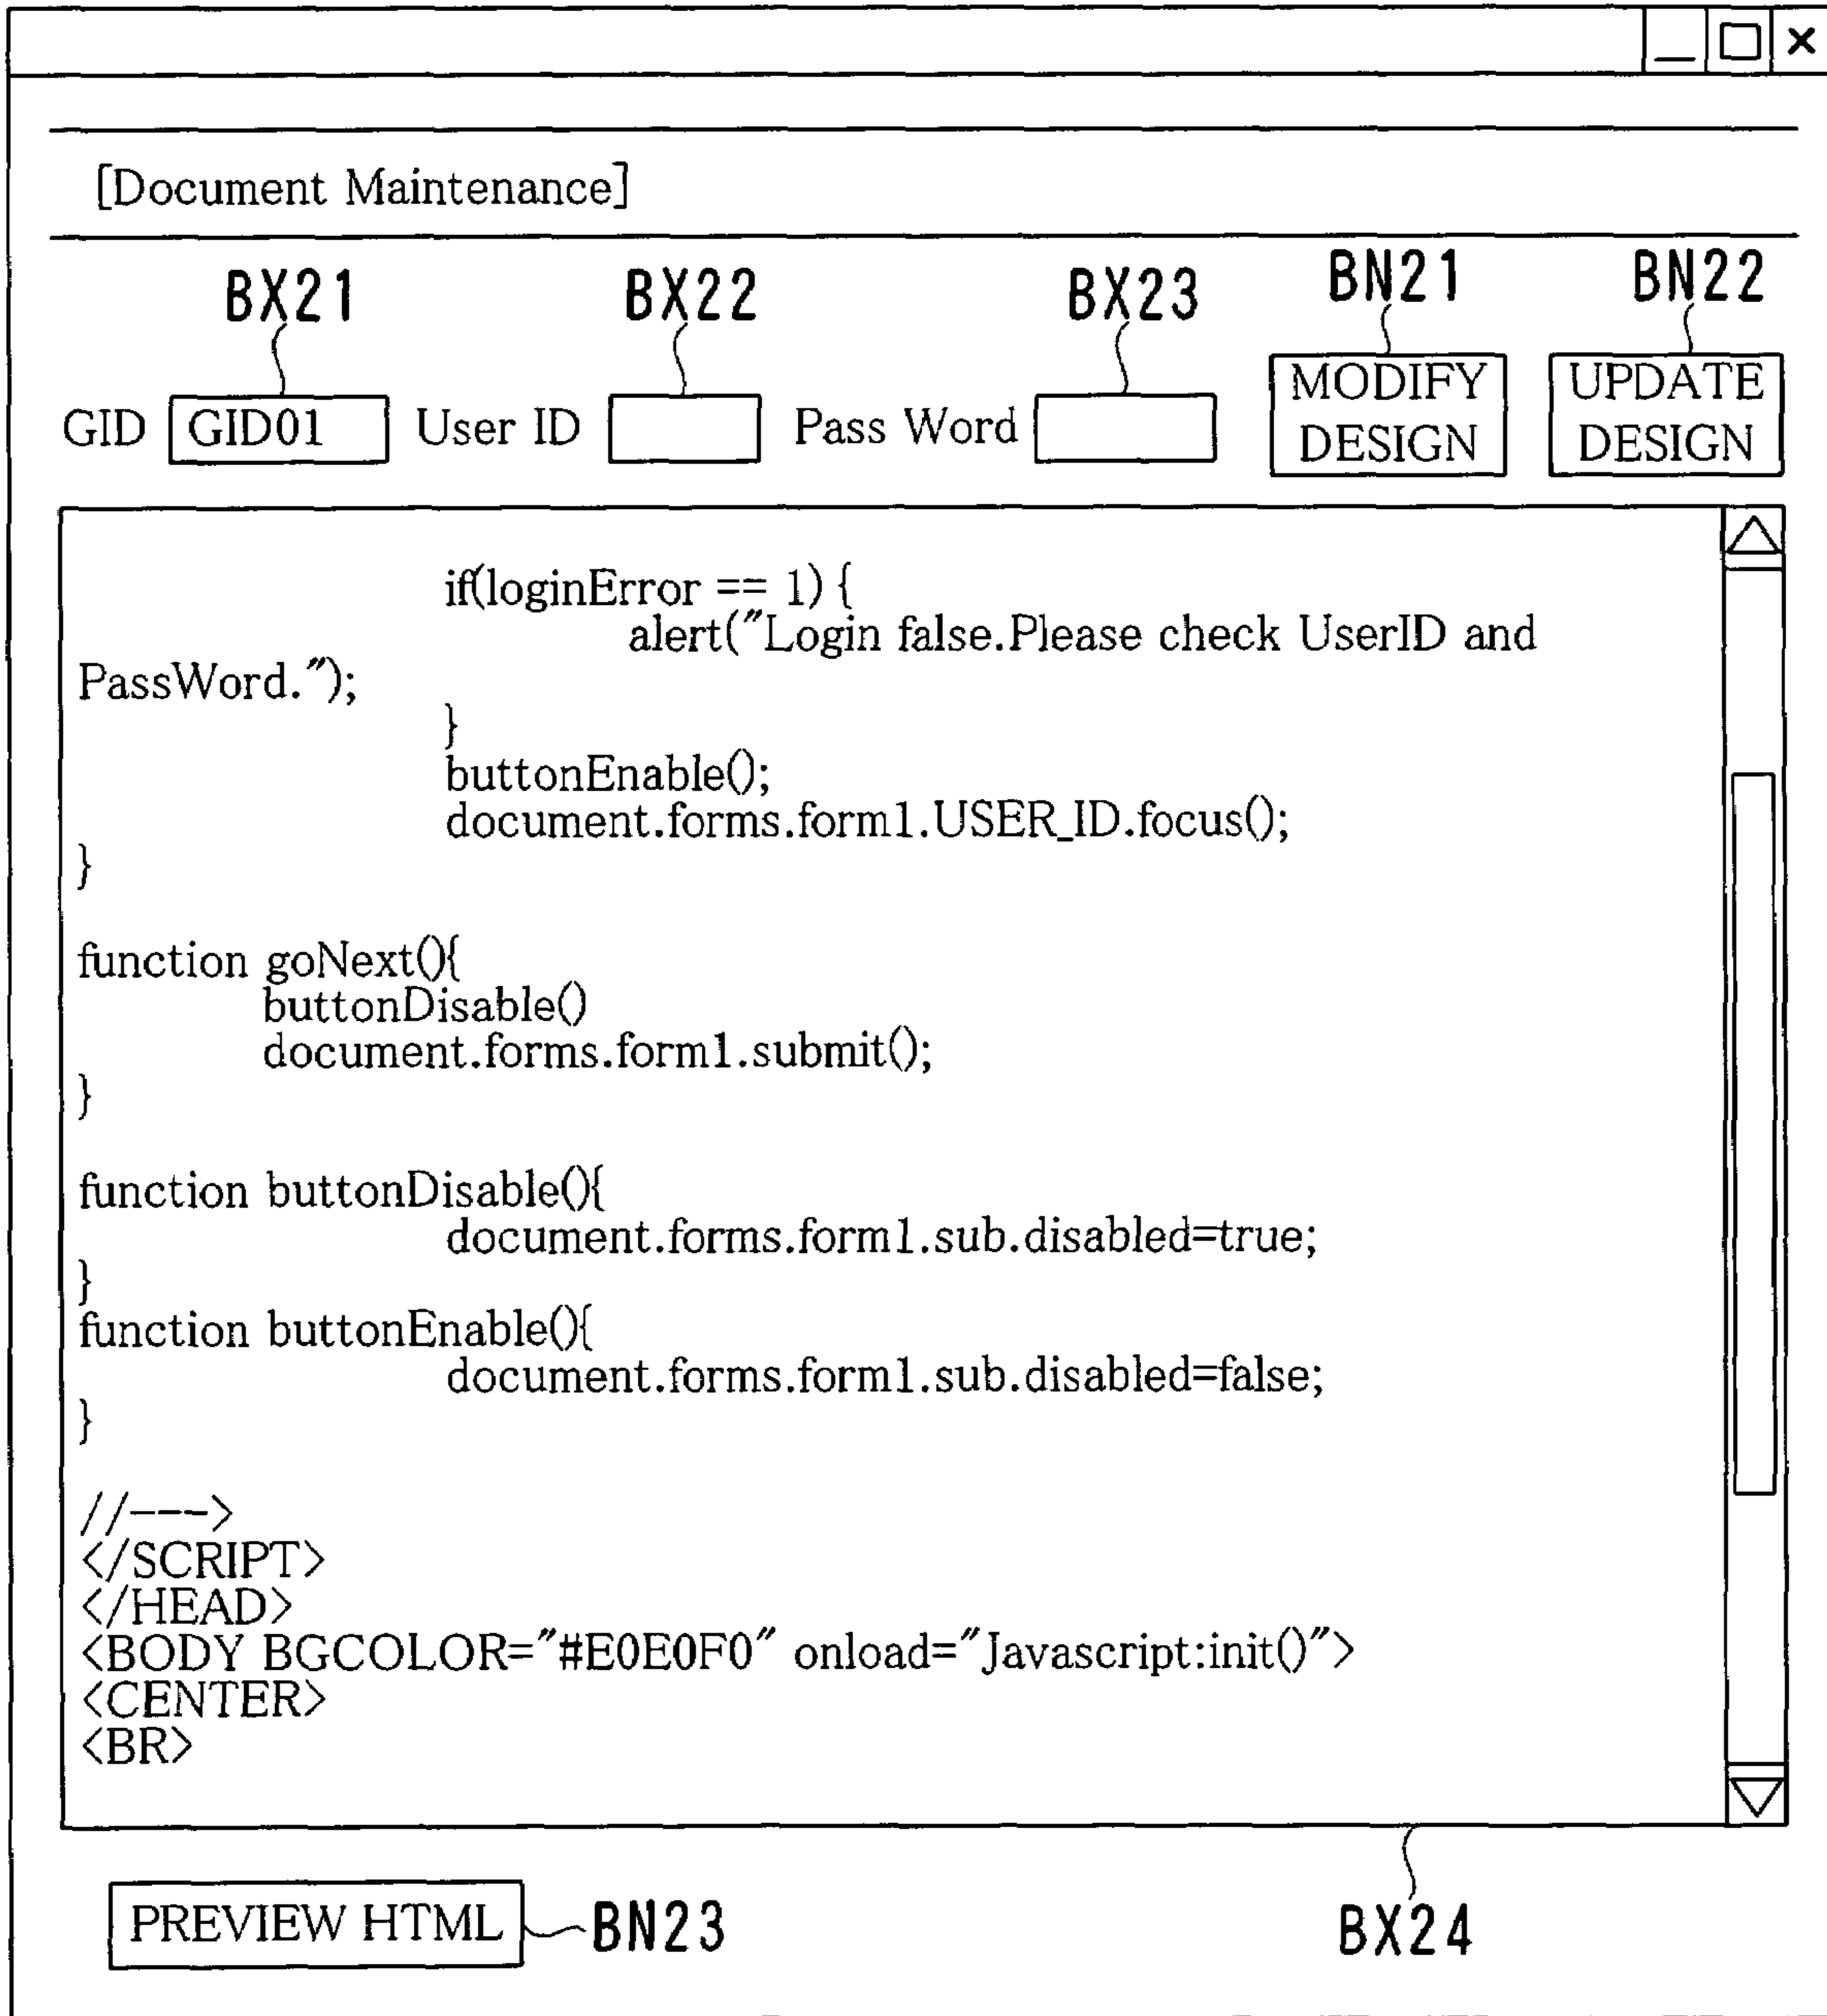 [Document Maintenance]
BX21 BX22 BX23 BN21 BN22
GID GID01 User ID Pass Word MODIFY DESIGN UPDATE DESIGN
if(loginError == 1) {
alert("Login false.Please check UserID and
PassWord.");
}
buttonEnable();
document.forms.form1.USER_ID.focus();
}
function goNext(){
buttonDisable()
document.forms.form1.submit();
}
function buttonDisable(){
document.forms.form1.sub.disabled=true;
}
function buttonEnable(){
document.forms.form1.sub.disabled=false;
}
//--->
</SCRIPT>
</HEAD>
<BODY BGCOLOR="#E0E0F0" onload="Javascript:init()">
<CENTER>
<BR>
PREVIEW HTML BN23 BX24